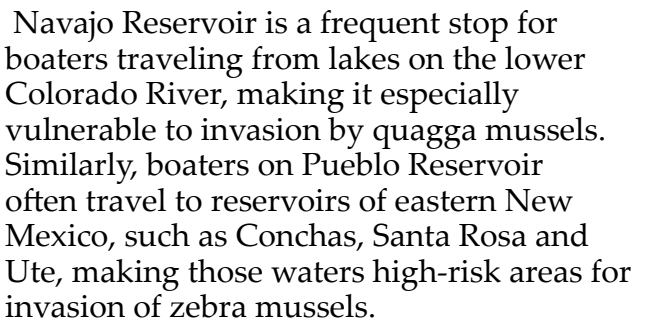 Navajo Reservoir is a frequent stop for
boaters traveling from lakes on the lower
Colorado River, making it especially
vulnerable to invasion by quagga mussels.
Similarly, boaters on Pueblo Reservoir
often travel to reservoirs of eastern New
Mexico, such as Conchas, Santa Rosa and
Ute, making those waters high-risk areas for
invasion of zebra mussels.